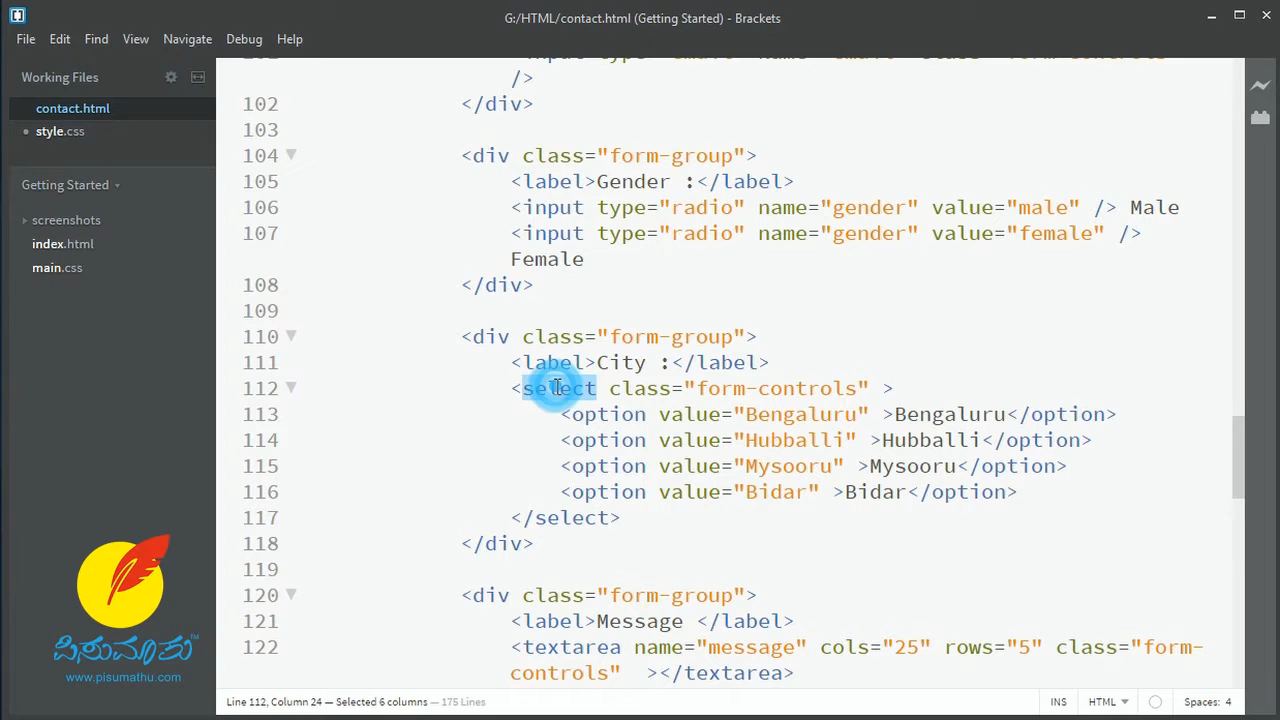 G:/HTML/contact.html (Getting Started) - Brackets
File Edit Find View Navigate Debug Help
Working Files
contact.html
style.css
Getting Started
screenshots
index.html
main.css
/>
102 </div>
103
104 <div class="form-group">
105 <label>Gender :</label>
106 <input type="radio" name="gender" value="male" /> Male
107 <input type="radio" name="gender" value="female" />
Female
108 </div>
109
110 <div class="form-group">
111 <label>City :</label>
112 <select class="form-controls" >
113 <option value="Bengaluru" >Bengaluru</option>
114 <option value="Hubballi" >Hubballi</option>
115 <option value="Mysooru" >Mysooru</option>
116 <option value="Bidar" >Bidar</option>
117 </select>
118 </div>
119
120 <div class="form-group">
121 <label>Message </label>
122 <textarea name="message" cols="25" rows="5" class="form-
controls"  ></textarea>
ಪಿಸುಮಾತು™
www.pisumathu.com
Line 112, Column 24 — Selected 6 columns — 175 Lines
INS HTML Spaces: 4